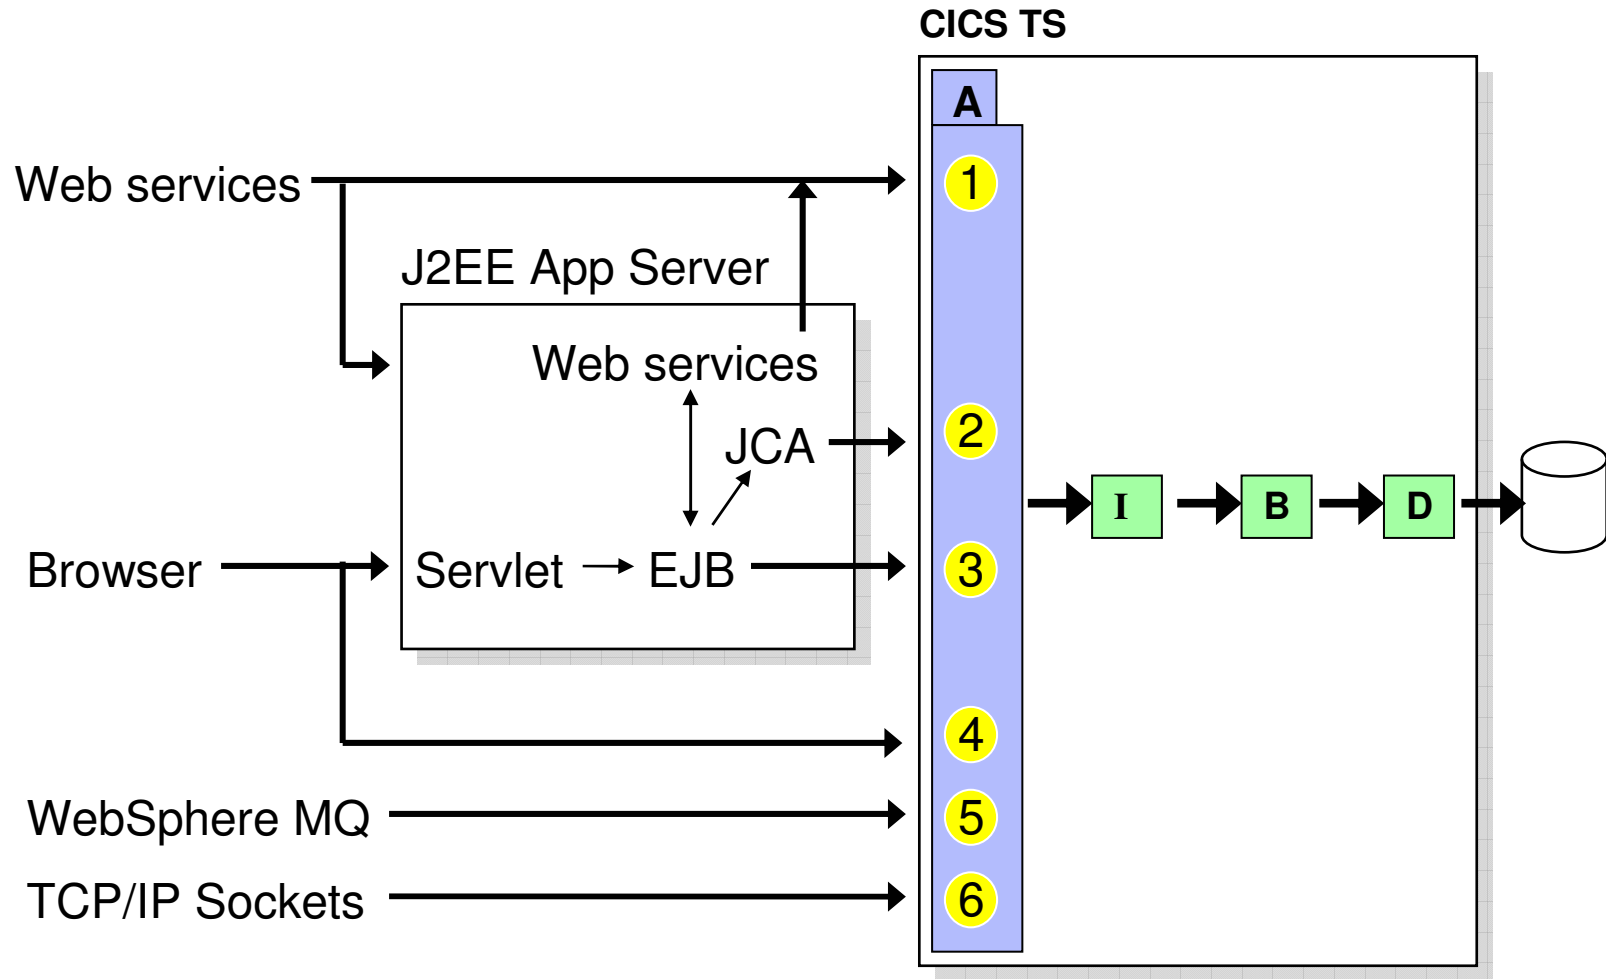 CICS TS
A
Web services
1
J2EE App Server
Web services
JCA
2
I
B
D
Browser
Servlet
EJB
3
4
WebSphere MQ
5
TCP/IP Sockets
6